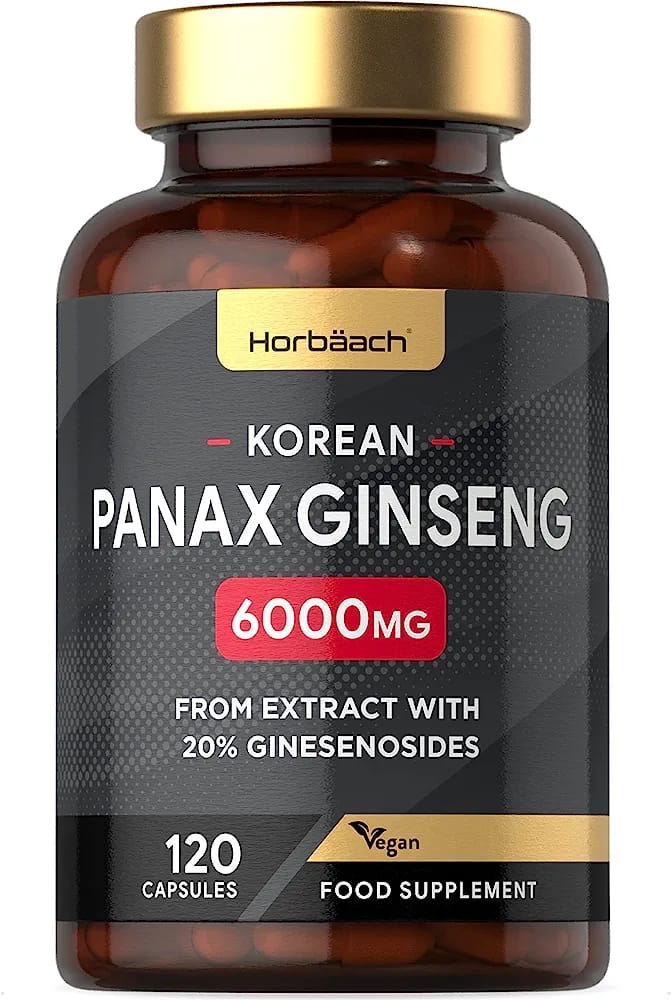 Horbäach®
KOREAN
PANAX GINSENG
6000MG
FROM EXTRACT WITH
20% GINESENOSIDES
120
CAPSULES
Vegan
FOOD SUPPLEMENT